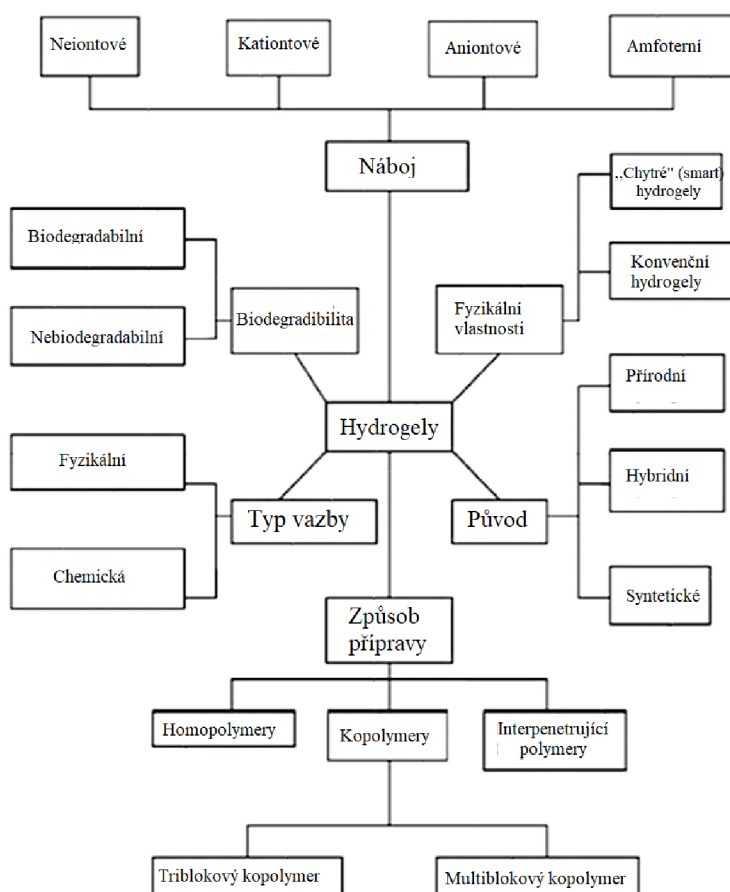 Neiontové
Kationtové
Aniontové
Amfoterní
Náboj
,,Chytré" (smart)
hydrogely
Biodegradabilní
Konvenční
hydrogely
Biodegradibilita
Fyzikální
vlastnosti
Nebiodegradabilní
Přírodní
Hydrogely
Fyzikální
Hybridní
Typ vazby
Původ
Chemická
Syntetické
Způsob
přípravy
Homopolymery
Kopolymery
Interpenetrující
polymery
Triblokový kopolymer
Multiblokový kopolymer